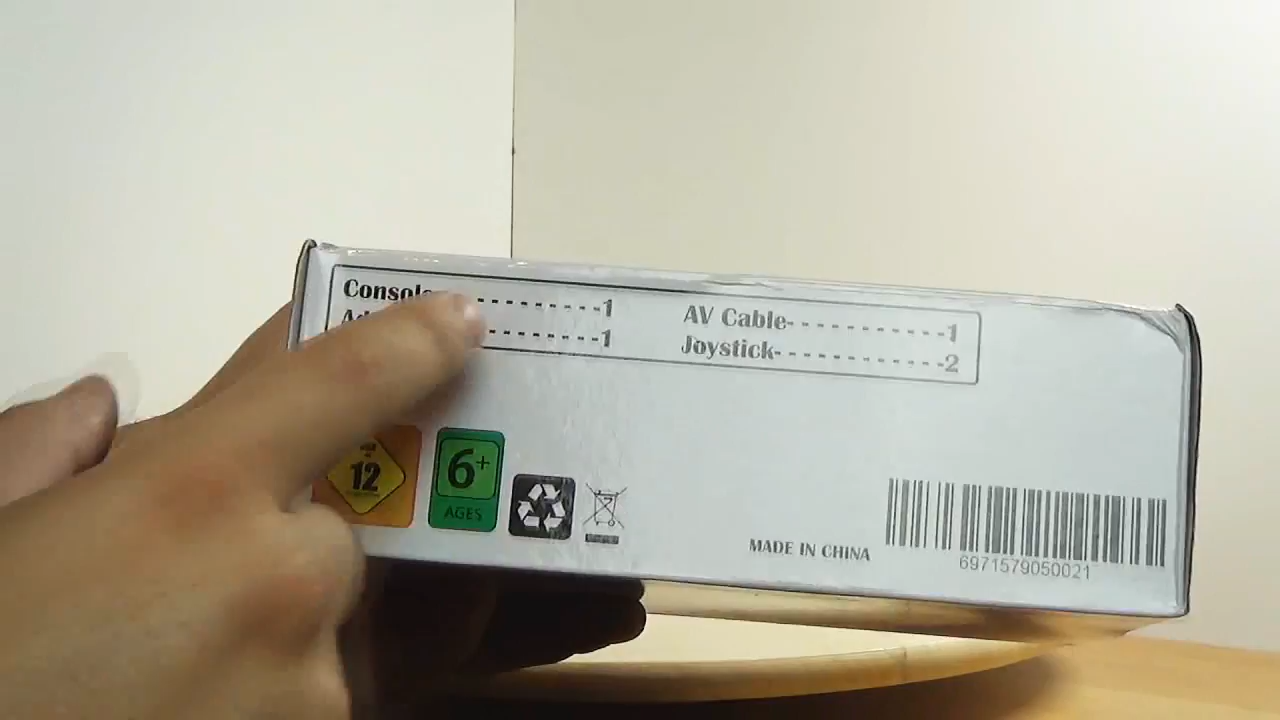 Console---------1
AV Cable-----------1
---------1
Joystick------------2
12
6+
AGES
MADE IN CHINA
6971579050021